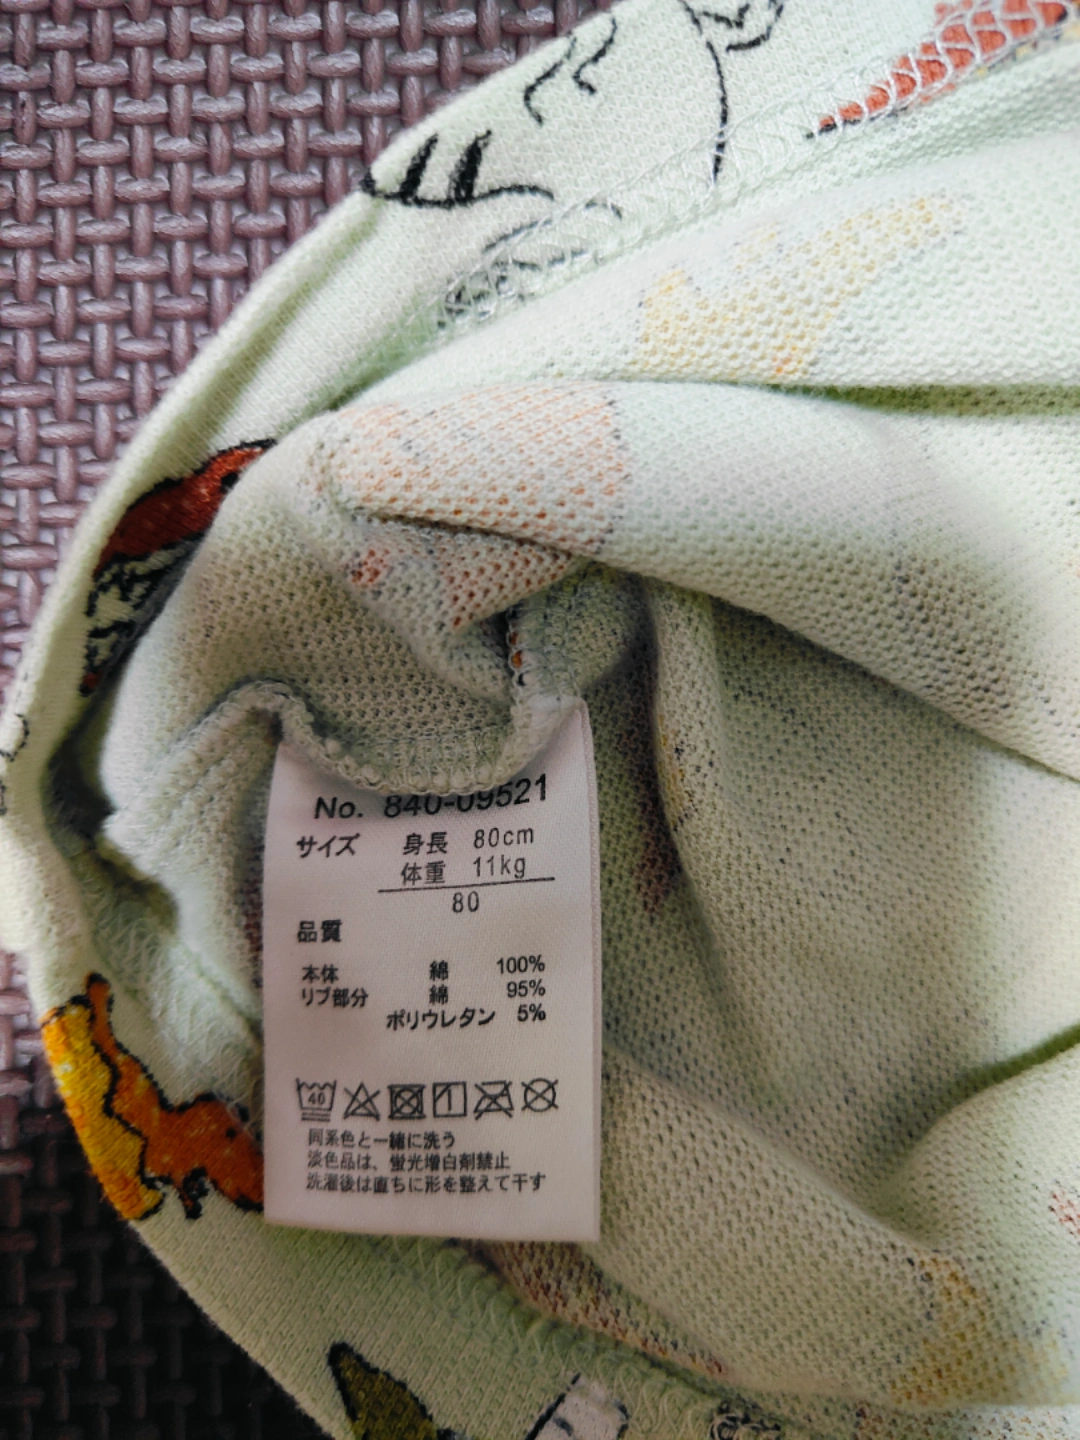 No. 840-09521
サイズ 身長 80cm
体重 11kg
80
品質
本体 綿 100%
リブ部分 綿 95%
ポリウレタン 5%
40
同系色と一緒に洗う
淡色品は、蛍光増白剤禁止
洗濯後は直ちに形を整えて干す